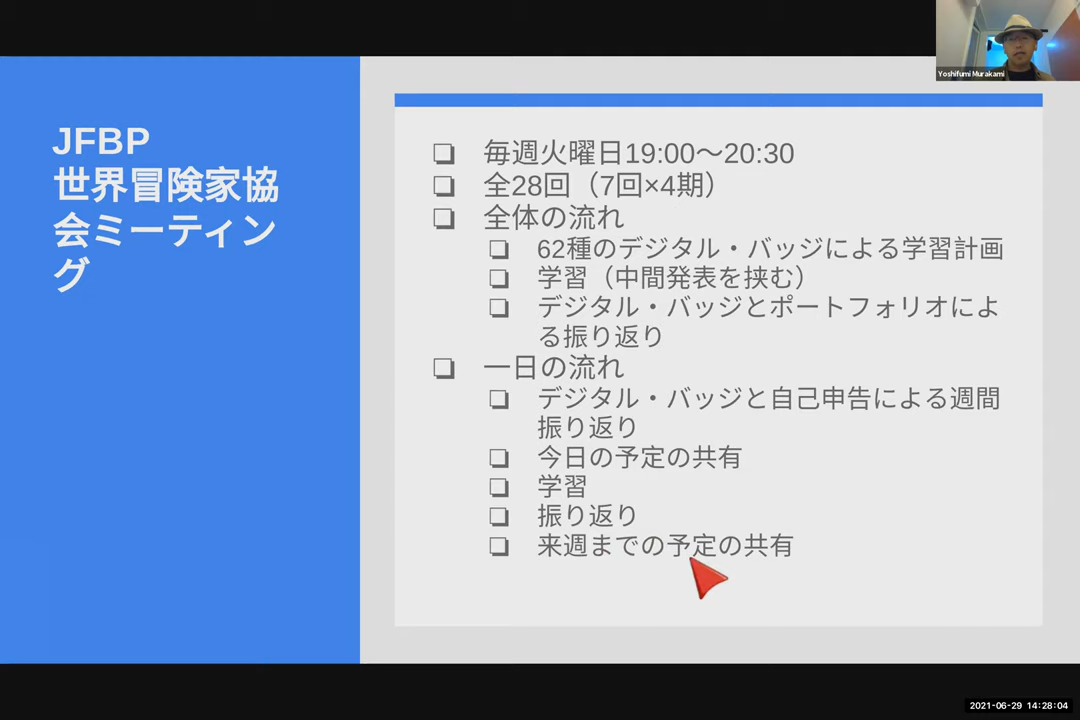 JFBP
世界冒険家協
会ミーティン
グ
Yoshifumi Murakami
❏ 毎週火曜日19:00〜20:30
❏ 全28回（7回×4期）
❏ 全体の流れ
❏ 62種のデジタル・バッジによる学習計画
❏ 学習（中間発表を挟む）
❏ デジタル・バッジとポートフォリオによ
る振り返り
❏ 一日の流れ
❏ デジタル・バッジと自己申告による週間
振り返り
❏ 今日の予定の共有
❏ 学習
❏ 振り返り
❏ 来週までの予定の共有
2021-06-29 14:28:04